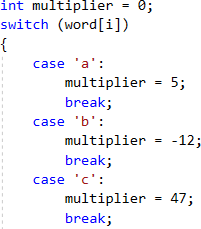 int multiplier = 0;
switch (word[i])
{
    case 'a':
        multiplier = 5;
        break;
    case 'b':
        multiplier = -12;
        break;
    case 'c':
        multiplier = 47;
        break;